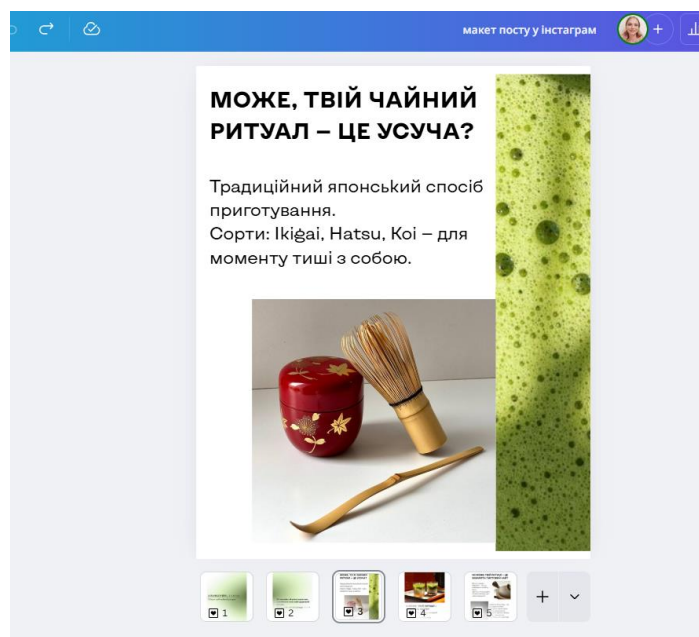 макет посту у інстаграм
МОЖЕ, ТВІЙ ЧАЙНИЙ
РИТУАЛ – ЦЕ УСУЧА?
Традиційний японський спосіб
приготування.
Сорти: Ikigai, Hatsu, Koi – для
моменту тиші з собою.
1
2
3
4
5